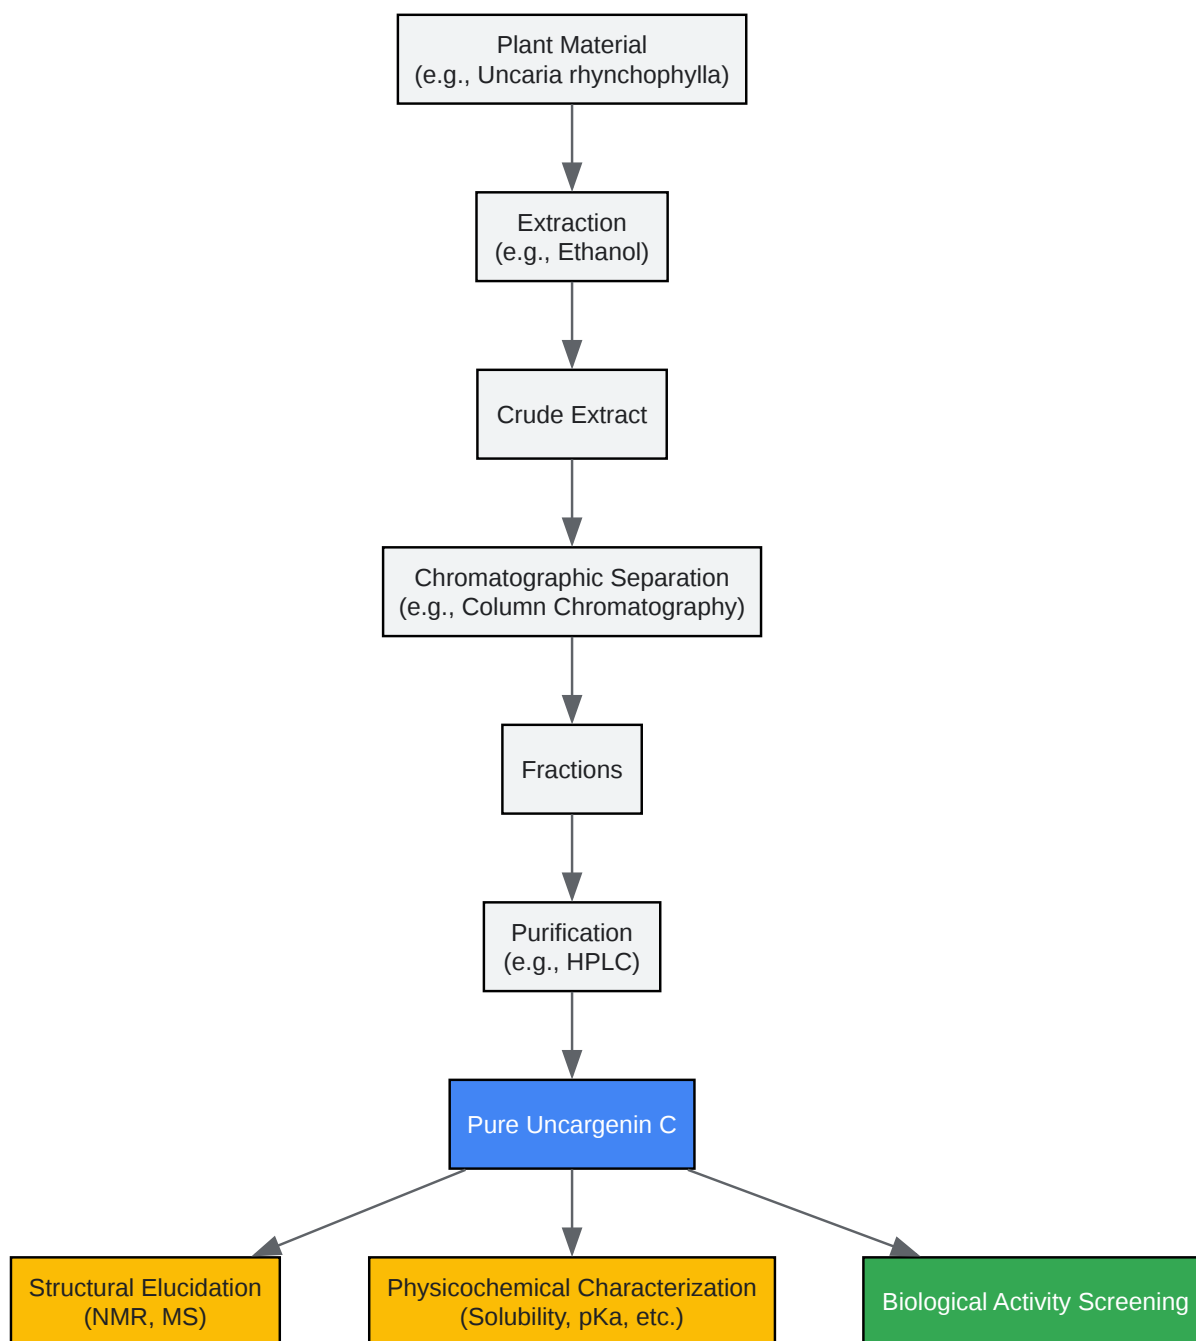 Plant Material
(e.g., Uncaria rhynchophylla)
Extraction
(e.g., Ethanol)
Crude Extract
Chromatographic Separation
(e.g., Column Chromatography)
Fractions
Purification
(e.g., HPLC)
Pure Uncargenin C
Structural Elucidation
(NMR, MS)
Physicochemical Characterization
(Solubility, pKa, etc.)
Biological Activity Screening